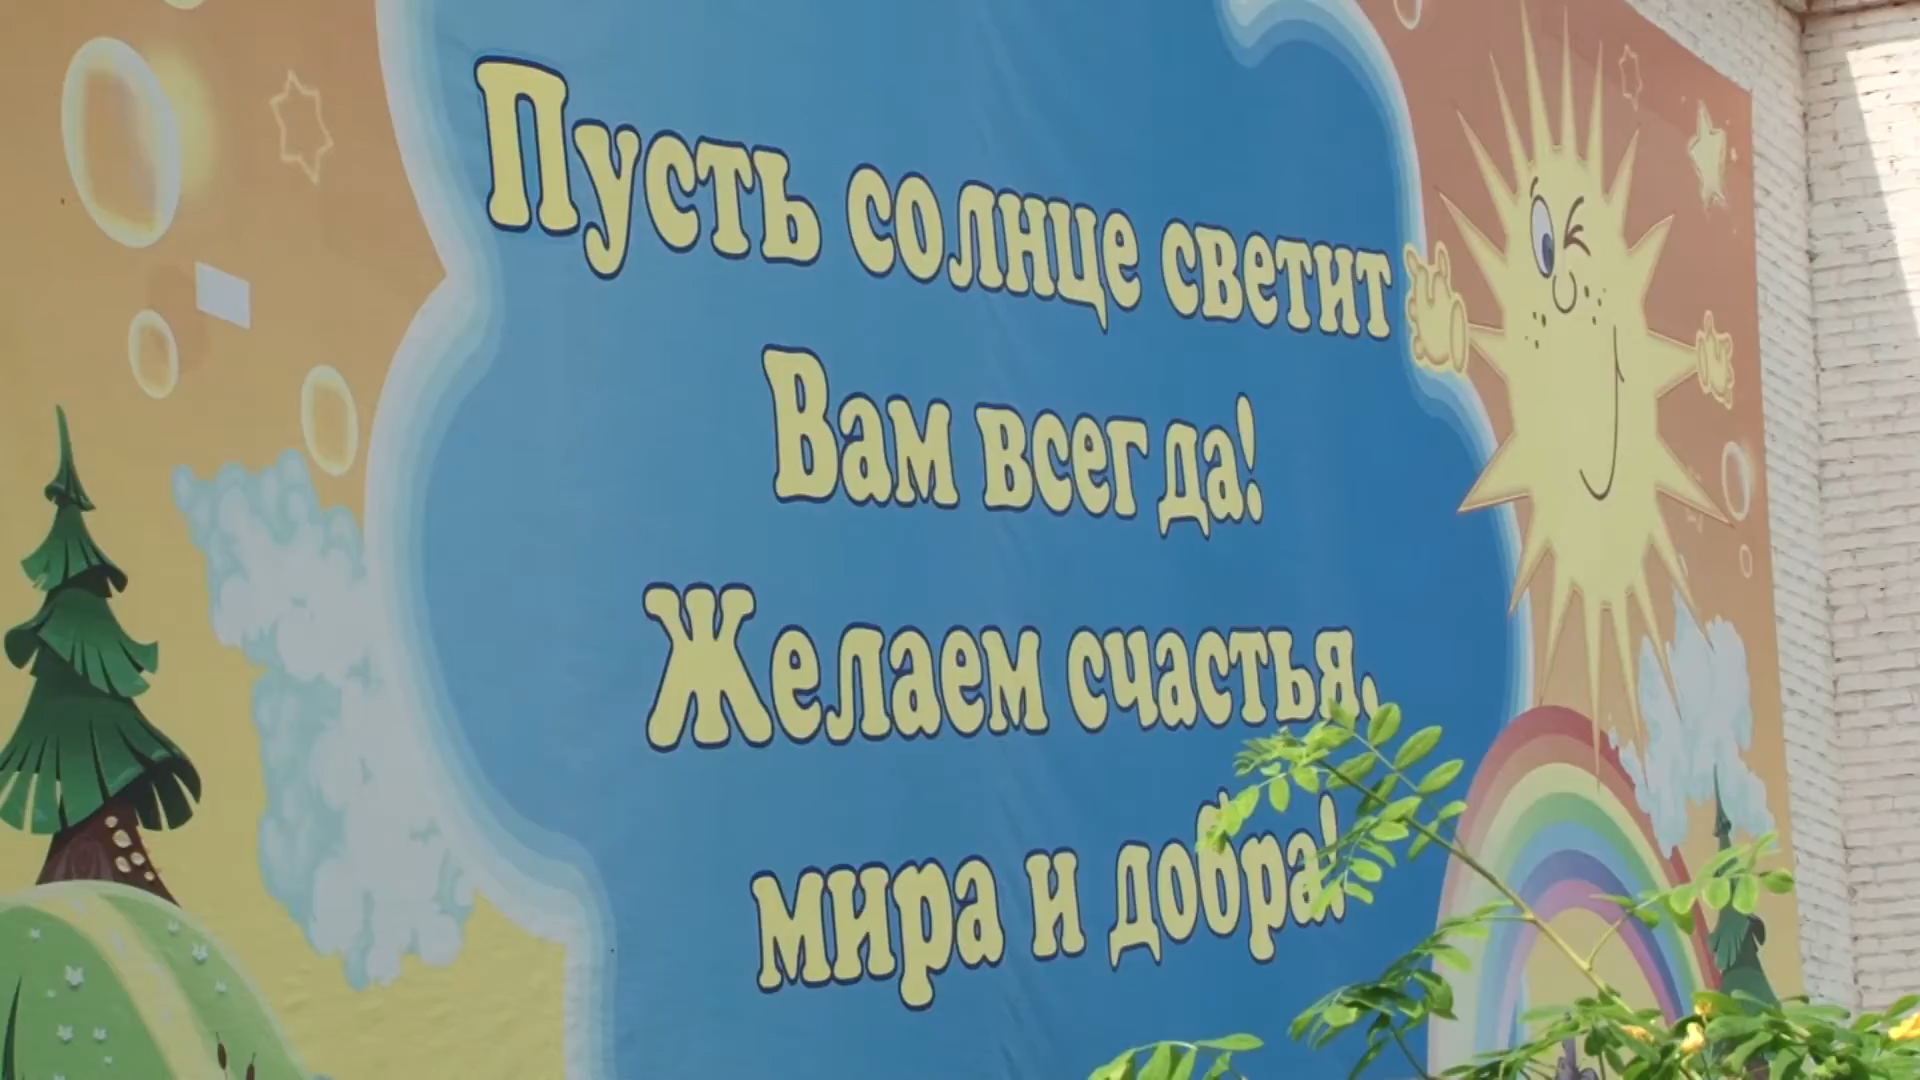 Пусть солнце светит
Вам всегда!
Желаем счастья,
мира и добра!